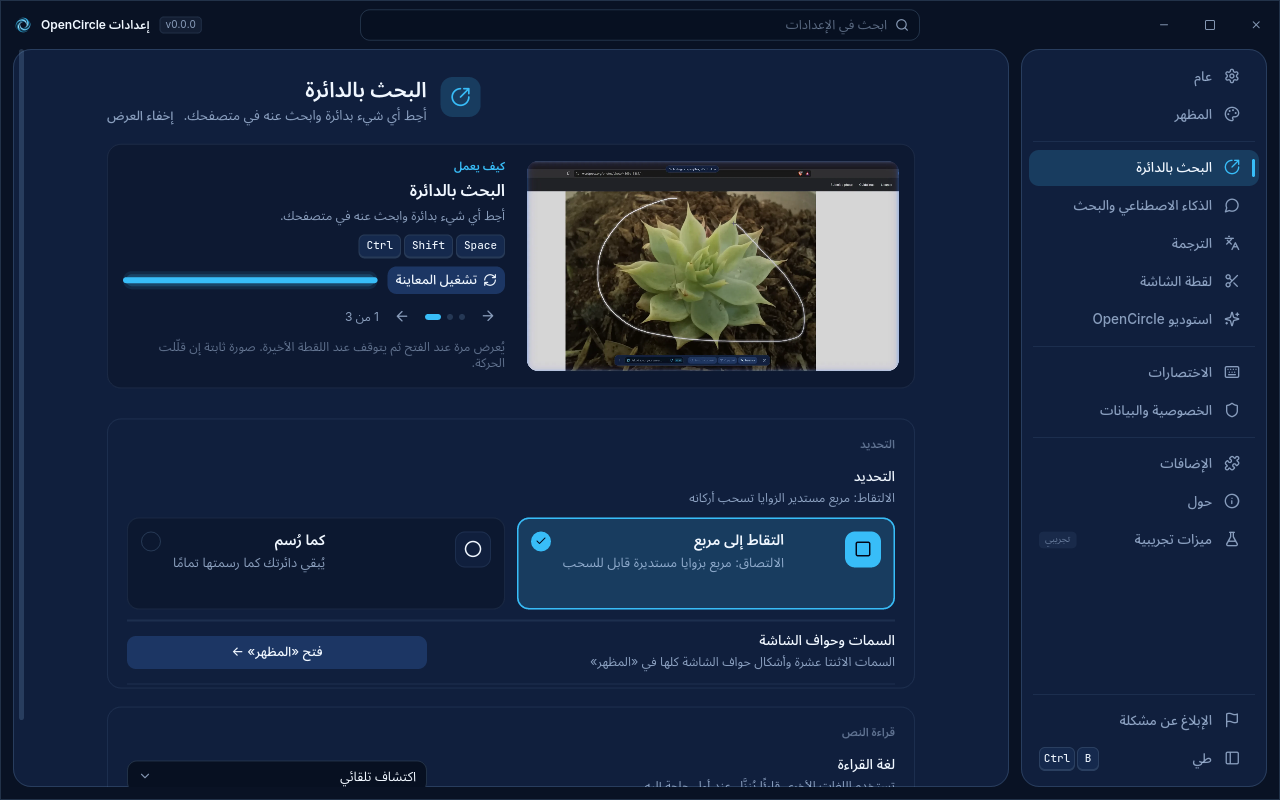 إعدادات OpenCircle
v0.0.0
ابحث في الإعدادات
عام
المظهر
البحث بالدائرة
الذكاء الاصطناعي والبحث
الترجمة
لقطة الشاشة
استوديو OpenCircle
الاختصارات
الخصوصية والبيانات
الإضافات
حول
ميزات تجريبية
تجريبي
الإبلاغ عن مشكلة
طي
Ctrl B
البحث بالدائرة
أحِط أي شيء بدائرة وابحث عنه في متصفحك. إخفاء العرض
كيف يعمل
البحث بالدائرة
أحِط أي شيء بدائرة وابحث عنه في متصفحك.
Ctrl Shift Space
تشغيل المعاينة
1 من 3
يُعرض مرة عند الفتح ثم يتوقف عند اللقطة الأخيرة. صورة ثابتة إن قلّلت
الحركة.
التحديد
التحديد
الالتقاط: مربع مستدير الزوايا تسحب أركانه
التقاط إلى مربع
الالتصاق: مربع بزوايا مستديرة قابل للسحب
كما رُسم
يُبقي دائرتك كما رسمتها تمامًا
السمات وحواف الشاشة
السمات الاثنتا عشرة وأشكال حواف الشاشة كلها في «المظهر»
فتح «المظهر» ←
قراءة النص
لغة القراءة
اكتشاف تلقائي